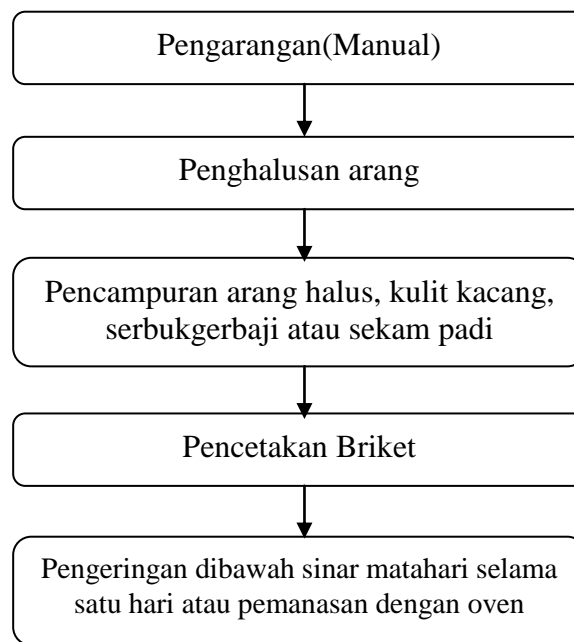 Pengarangan(Manual)
Penghalusan arang
Pencampuran arang halus, kulit kacang,
serbukgerbaji atau sekam padi
Pencetakan Briket
Pengeringan dibawah sinar matahari selama
satu hari atau pemanasan dengan oven